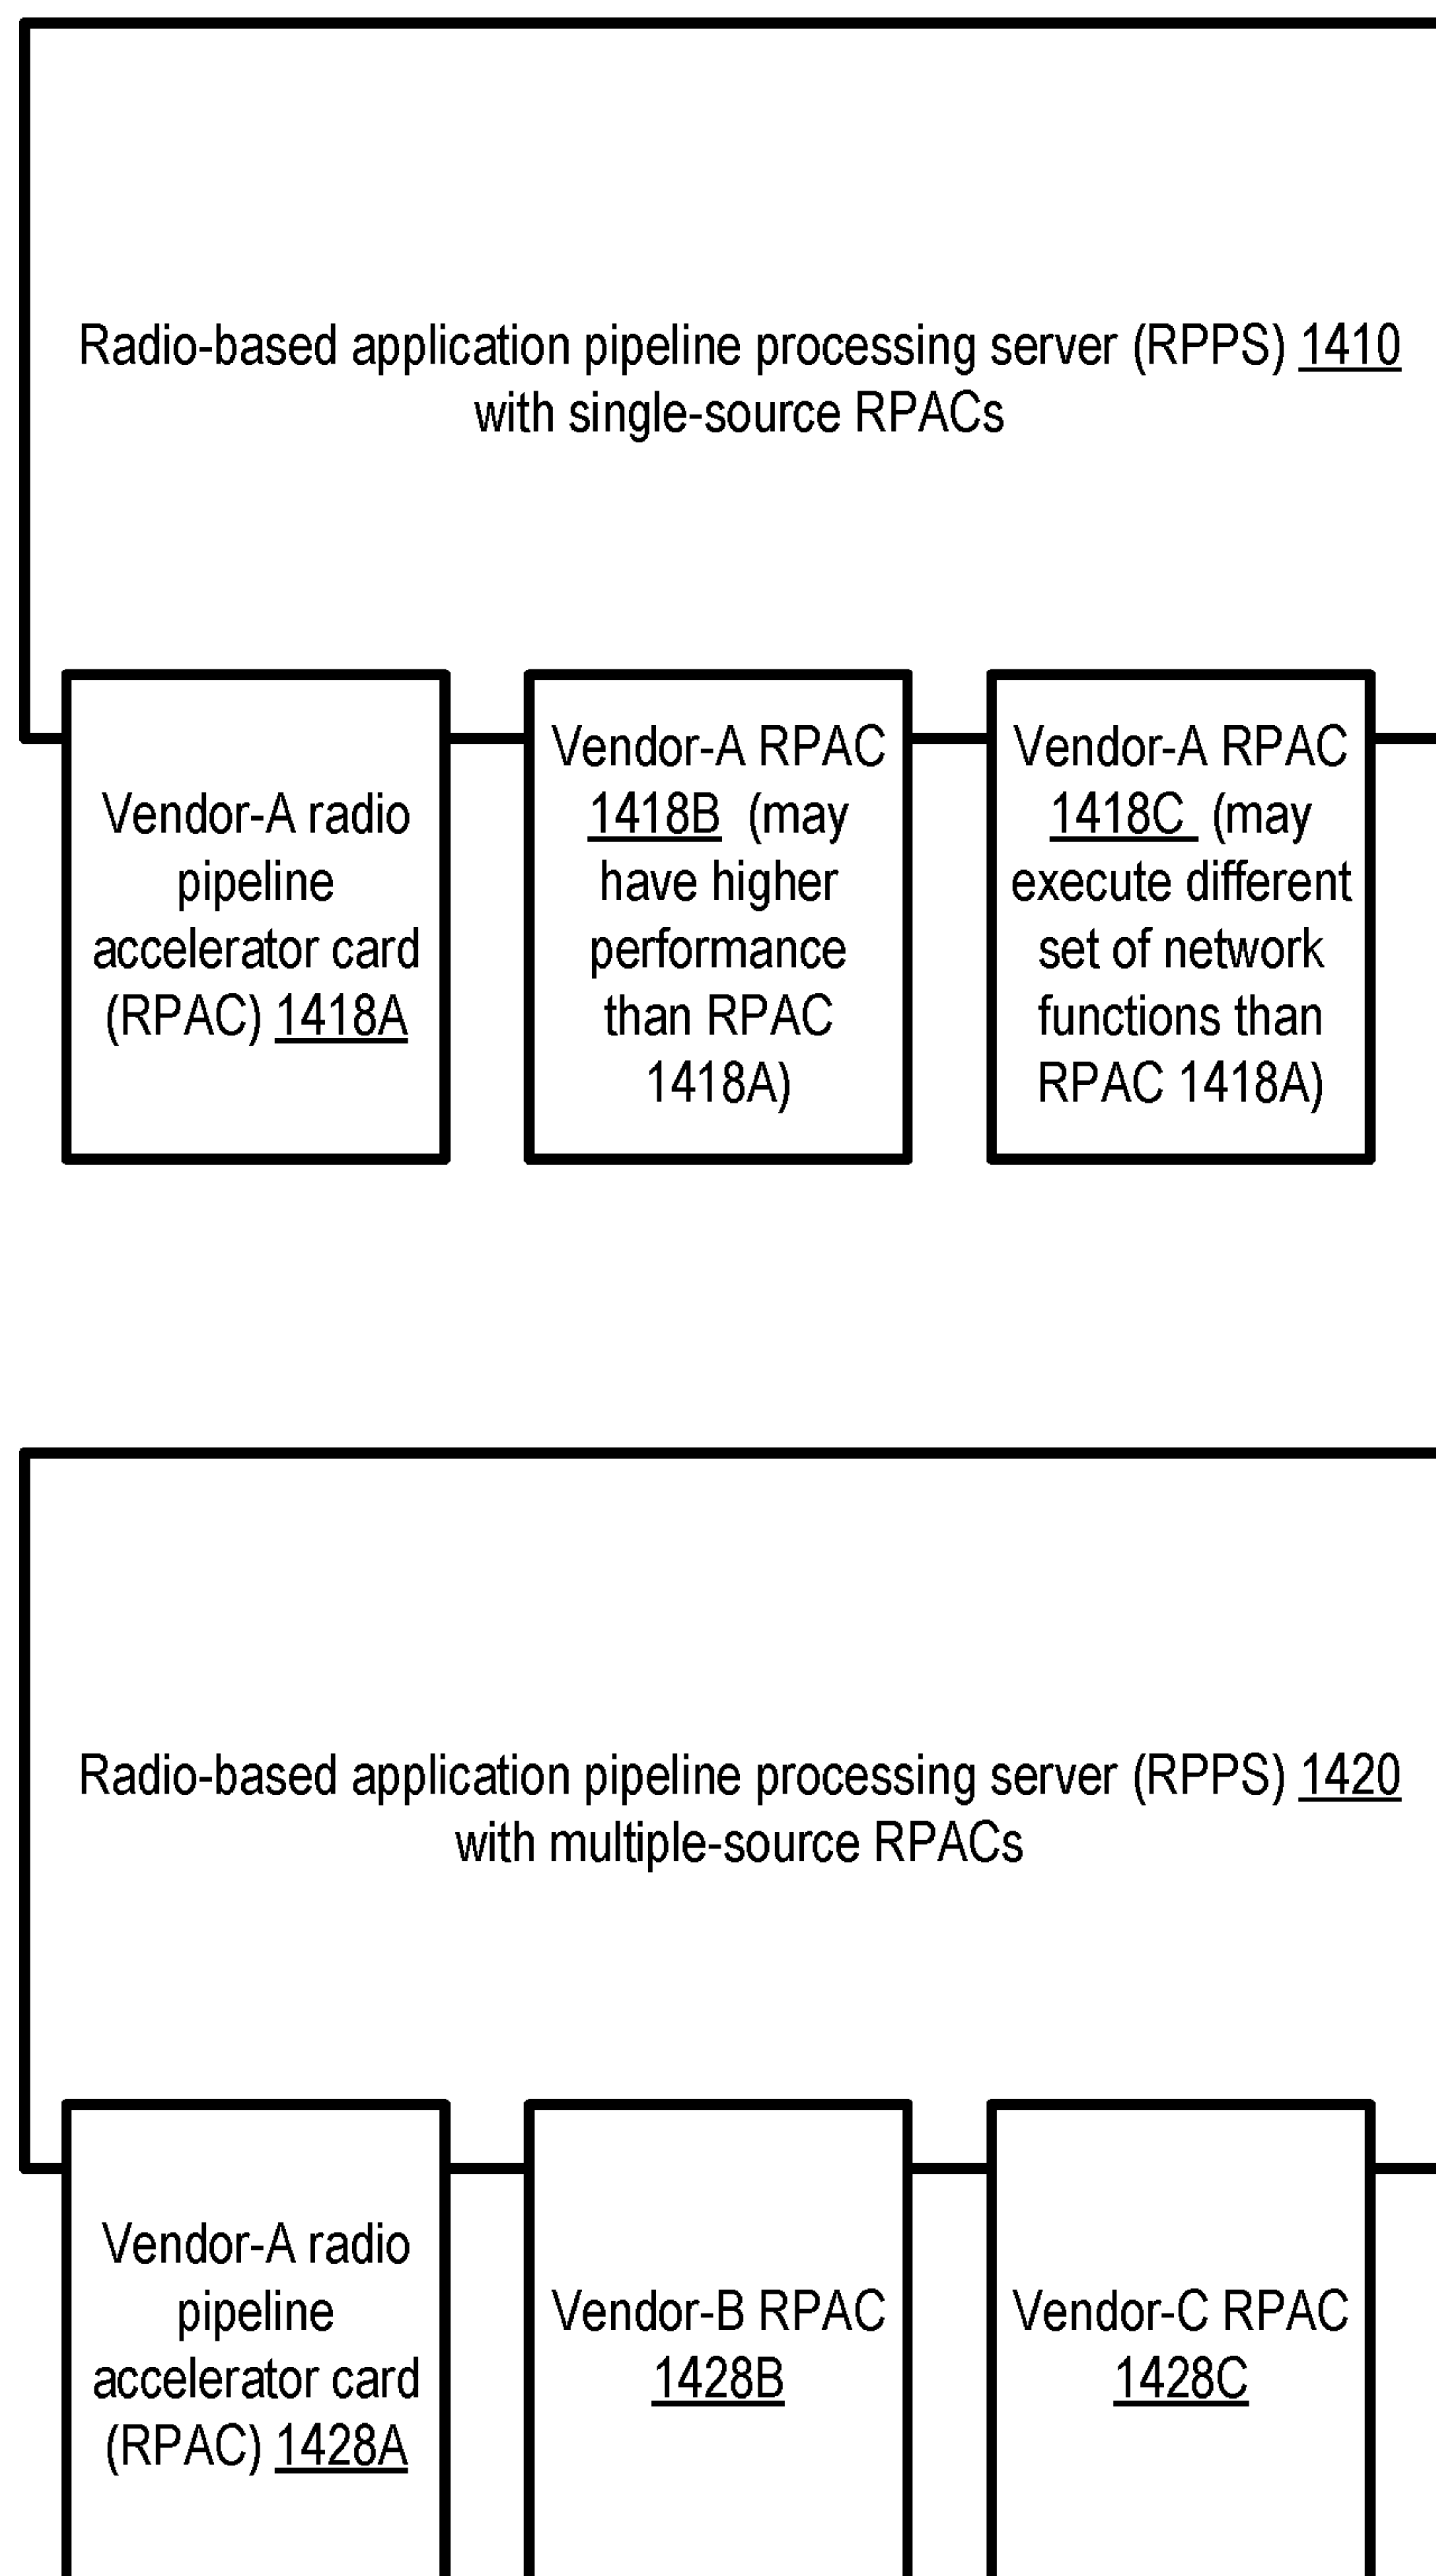 Radio-based application pipeline processing server (RPPS) 1410
with single-source RPACs
Vendor-A radio
pipeline
accelerator card
(RPAC) 1418A
Vendor-A RPAC
1418B (may
have higher
performance
than RPAC
1418A)
Vendor-A RPAC
1418C (may
execute different
set of network
functions than
RPAC 1418A)
Radio-based application pipeline processing server (RPPS) 1420
with multiple-source RPACs
Vendor-A radio
pipeline
accelerator card
(RPAC) 1428A
Vendor-B RPAC
1428B
Vendor-C RPAC
1428C